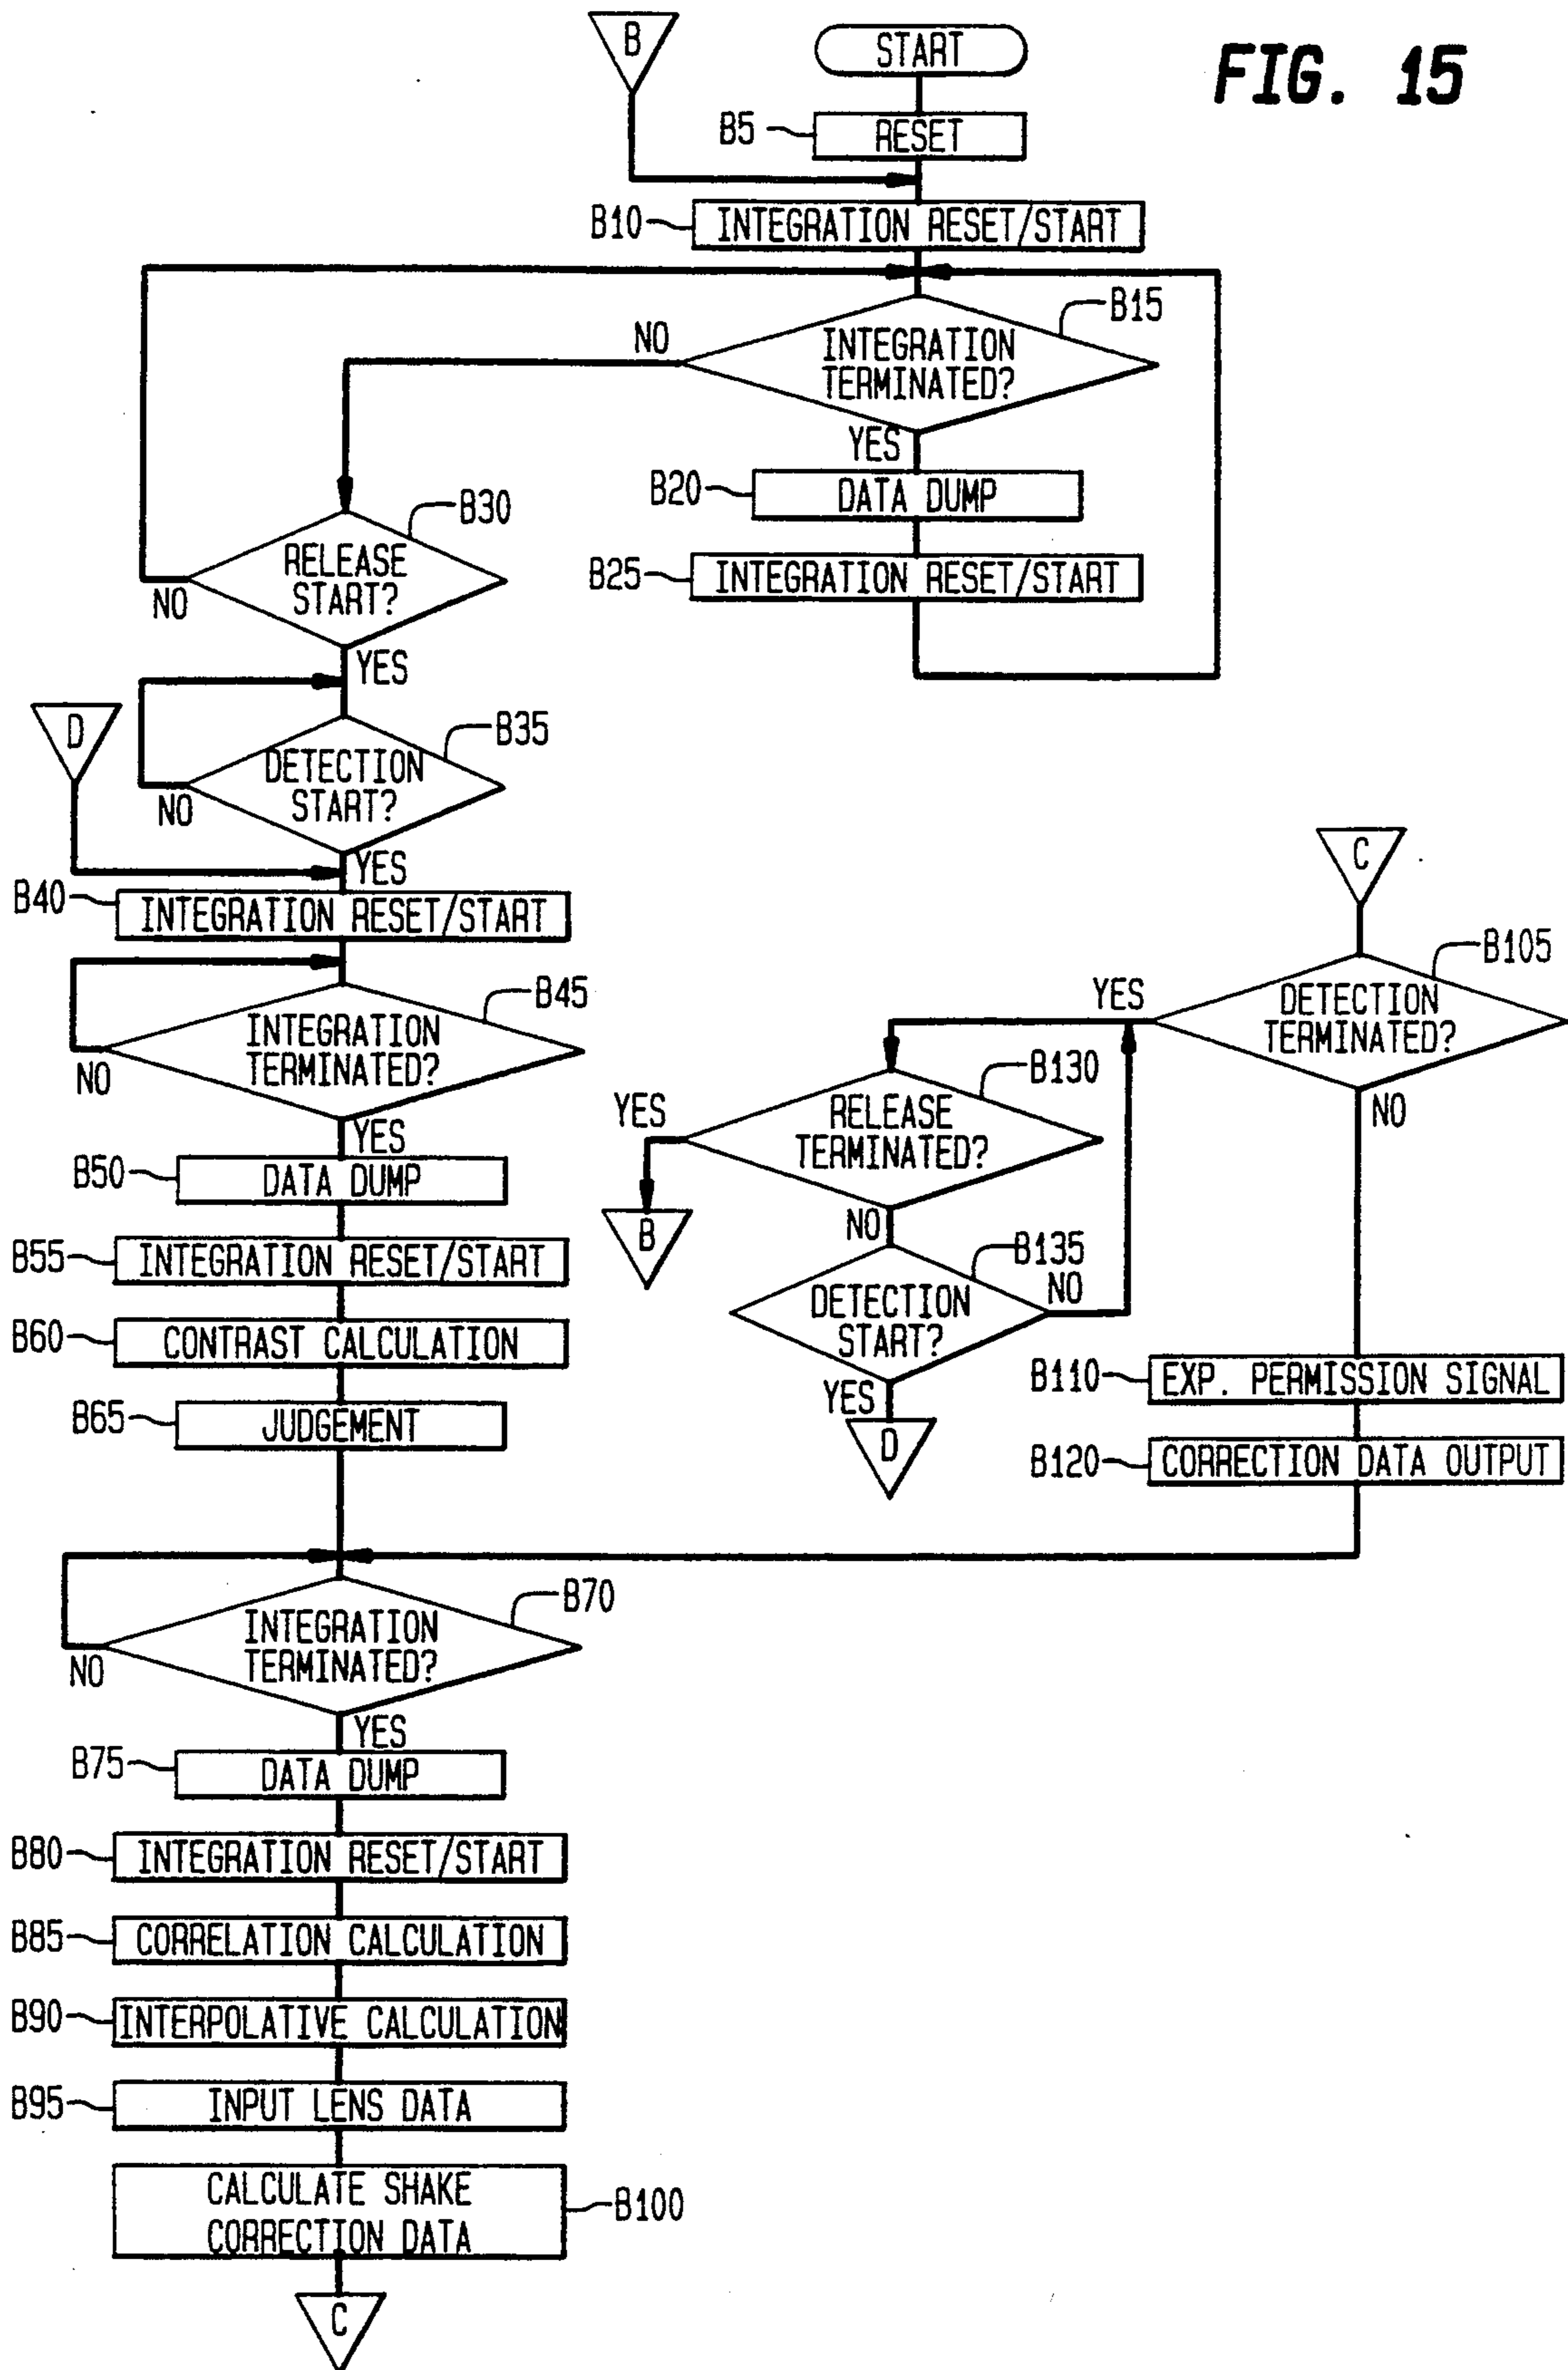 FIG. 15
B
START
B5
RESET
B10
INTEGRATION RESET/START
B15
INTEGRATION
TERMINATED?
NO
YES
B20
DATA DUMP
B25
INTEGRATION RESET/START
B30
RELEASE
START?
NO
YES
D
B35
DETECTION
START?
NO
YES
B40
INTEGRATION RESET/START
B45
INTEGRATION
TERMINATED?
NO
YES
B50
DATA DUMP
B55
INTEGRATION RESET/START
B60
CONTRAST CALCULATION
B65
JUDGEMENT
C
B105
DETECTION
TERMINATED?
YES
NO
B130
RELEASE
TERMINATED?
YES
B
NO
B135
DETECTION
START?
NO
YES
D
B110
EXP. PERMISSION SIGNAL
B120
CORRECTION DATA OUTPUT
B70
INTEGRATION
TERMINATED?
NO
YES
B75
DATA DUMP
B80
INTEGRATION RESET/START
B85
CORRELATION CALCULATION
B90
INTERPOLATIVE CALCULATION
B95
INPUT LENS DATA
CALCULATE SHAKE
CORRECTION DATA
B100
C